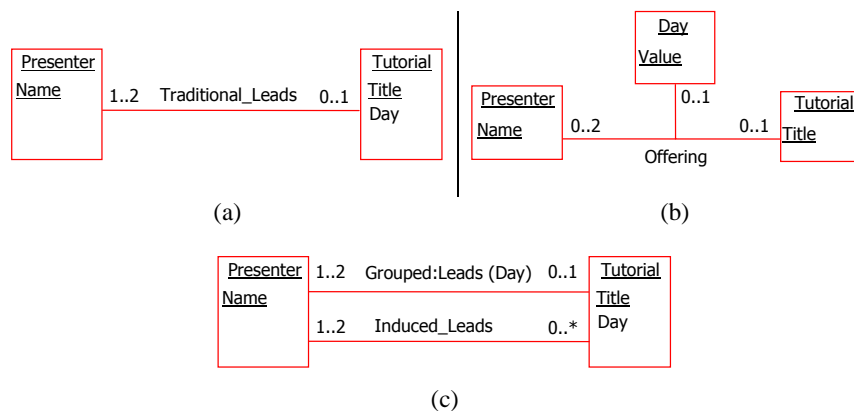 Presenter
Name
1..2 Traditional_Leads 0..1
Tutorial
Title
Day
(a)
Day
Value
0..1
Presenter
Name
0..2
0..1
Offering
Tutorial
Title
(b)
Presenter
Name
1..2 Grouped:Leads (Day) 0..1
1..2 Induced_Leads 0..*
Tutorial
Title
Day
(c)